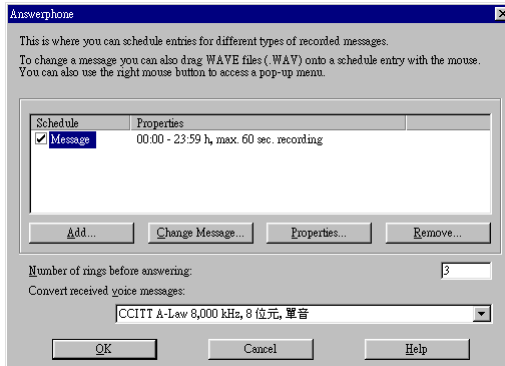 Answerphone
This is where you can schedule entries for different types of recorded messages.
To change a message you can also drag WAVE files (.WAV) onto a schedule entry with the mouse.
You can also use the right mouse button to access a pop-up menu.
Schedule Properties
Message 00:00 - 23:59 h, max. 60 sec. recording
Add... Change Message... Properties... Remove...
Number of rings before answering: 3
Convert received voice messages:
CCITT A-Law 8,000 kHz, 8 位元, 單音
OK Cancel Help